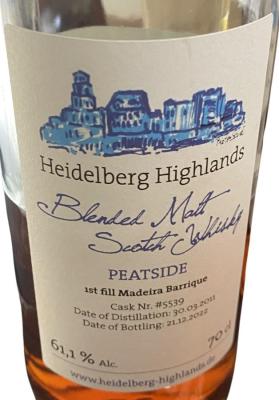 Heidelberg Highlands
Blended Malt
Scotch Whisky
PEATSIDE
1st fill Madeira Barrique
Cask Nr. #5539
Date of Distillation: 30.03.2011
Date of Bottling: 21.12.2022
61,1 % Alc.
70 cl
www.heidelberg-highlands.de